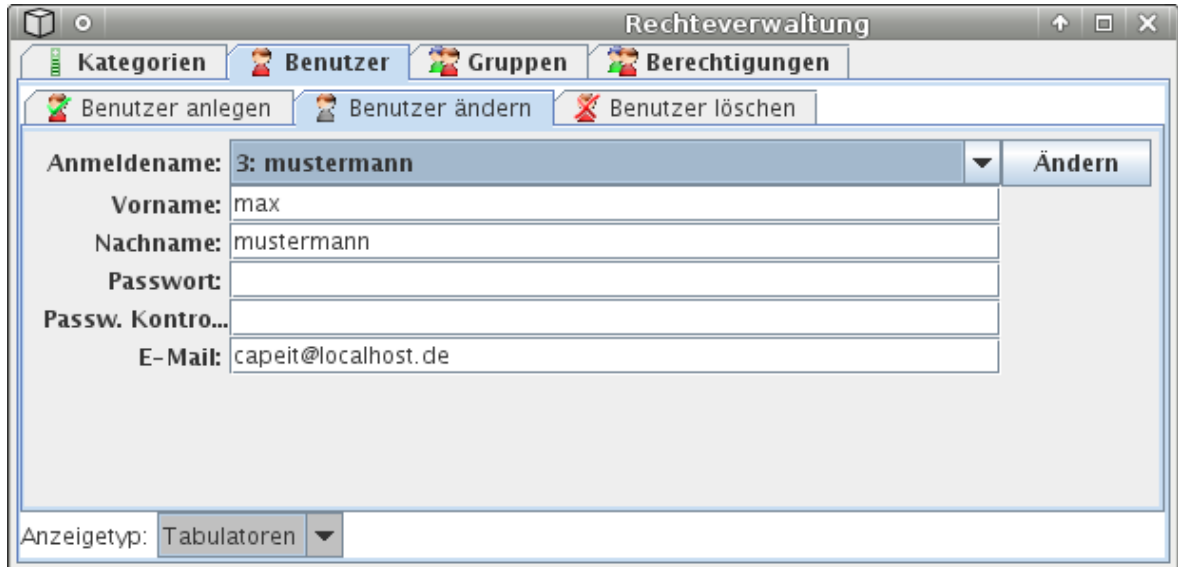 Rechteverwaltung
Kategorien Benutzer Gruppen Berechtigungen
Benutzer anlegen Benutzer ändern Benutzer löschen
Anmeldename: 3: mustermann Ändern
Vorname: max
Nachname: mustermann
Passwort:
Passw. Kontro...
E-Mail: capeit@localhost.de
Anzeigetyp: Tabulatoren